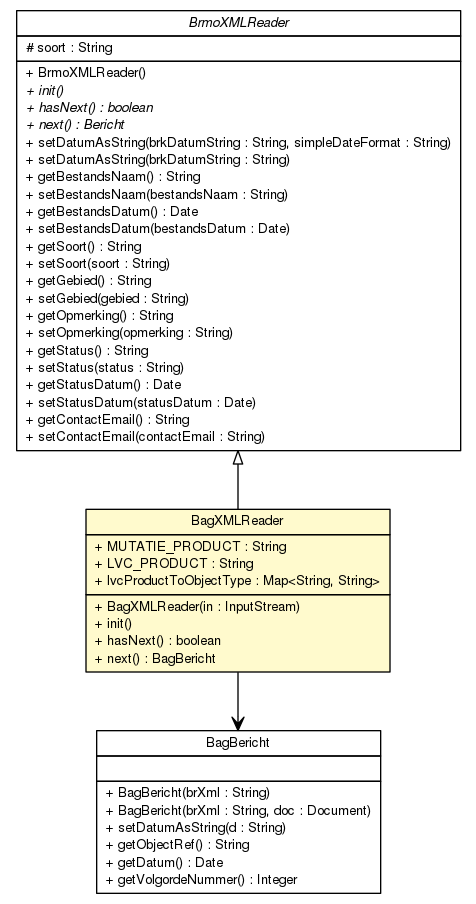 BrmoXMLReader
# soort : String
+ BrmoXMLReader()
+ init()
+ hasNext() : boolean
+ next() : Bericht
+ setDatumAsString(brkDatumString : String, simpleDateFormat : String)
+ setDatumAsString(brkDatumString : String)
+ getBestandsNaam() : String
+ setBestandsNaam(bestandsNaam : String)
+ getBestandsDatum() : Date
+ setBestandsDatum(bestandsDatum : Date)
+ getSoort() : String
+ setSoort(soort : String)
+ getGebied() : String
+ setGebied(gebied : String)
+ getOpmerking() : String
+ setOpmerking(opmerking : String)
+ getStatus() : String
+ setStatus(status : String)
+ getStatusDatum() : Date
+ setStatusDatum(statusDatum : Date)
+ getContactEmail() : String
+ setContactEmail(contactEmail : String)
BagXMLReader
+ MUTATIE_PRODUCT : String
+ LVC_PRODUCT : String
+ lvcProductToObjectType : Map<String, String>
+ BagXMLReader(in : InputStream)
+ init()
+ hasNext() : boolean
+ next() : BagBericht
BagBericht
+ BagBericht(brXml : String)
+ BagBericht(brXml : String, doc : Document)
+ setDatumAsString(d : String)
+ getObjectRef() : String
+ getDatum() : Date
+ getVolgordeNummer() : Integer